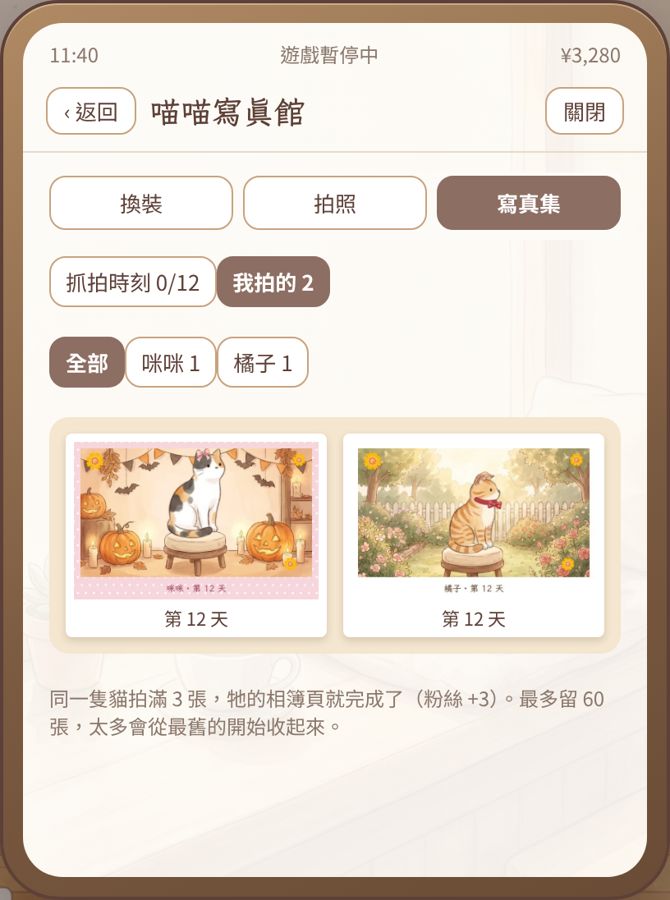 11:40 遊戲暫停中 ¥3,280
‹ 返回 喵喵寫眞館 關閉
換裝 拍照 寫真集
抓拍時刻 0/12 我拍的 2
全部 咪咪 1 橘子 1
咪咪・第 12 天
第 12 天
橘子・第 12 天
第 12 天
同一隻貓拍滿 3 張，牠的相簿頁就完成了（粉絲 +3）。最多留 60
張，太多會從最舊的開始收起來。